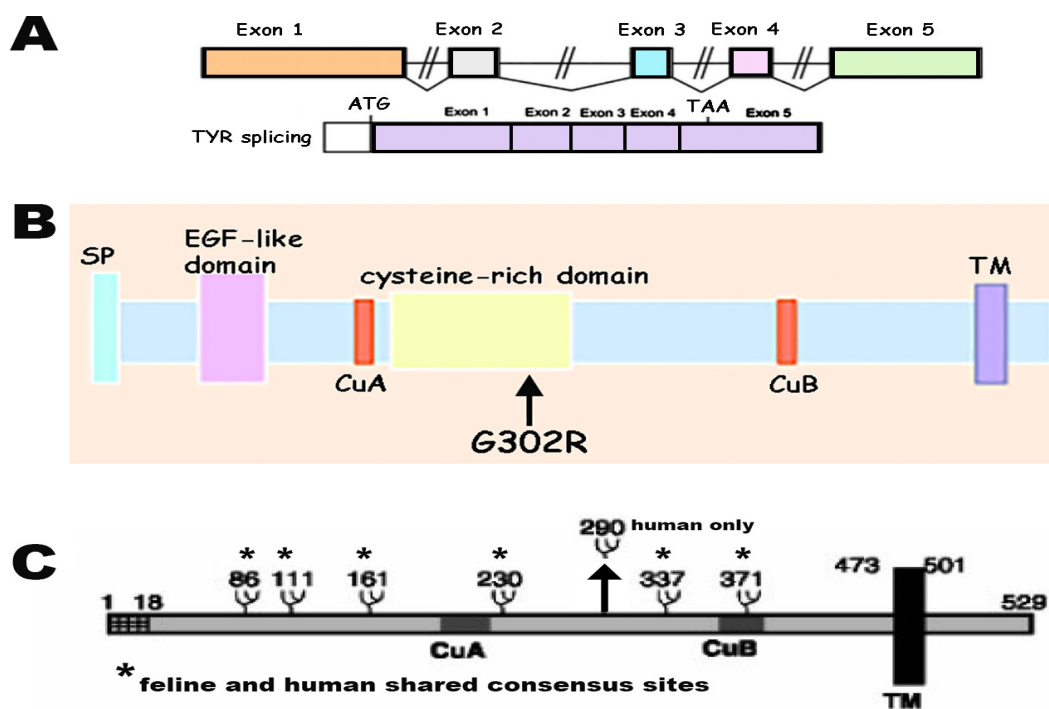 A
Exon 1 Exon 2 Exon 3 Exon 4 Exon 5
ATG Exon 1 Exon 2 Exon 3 Exon 4 TAA Exon 5
TYR splicing
B
SP EGF-like domain cysteine-rich domain TM
CuA CuB
G302R
C
290 human only
* * * * * *
86 111 161 230 337 371 473 501
1 18 529
CuA CuB
* feline and human shared consensus sites
TM